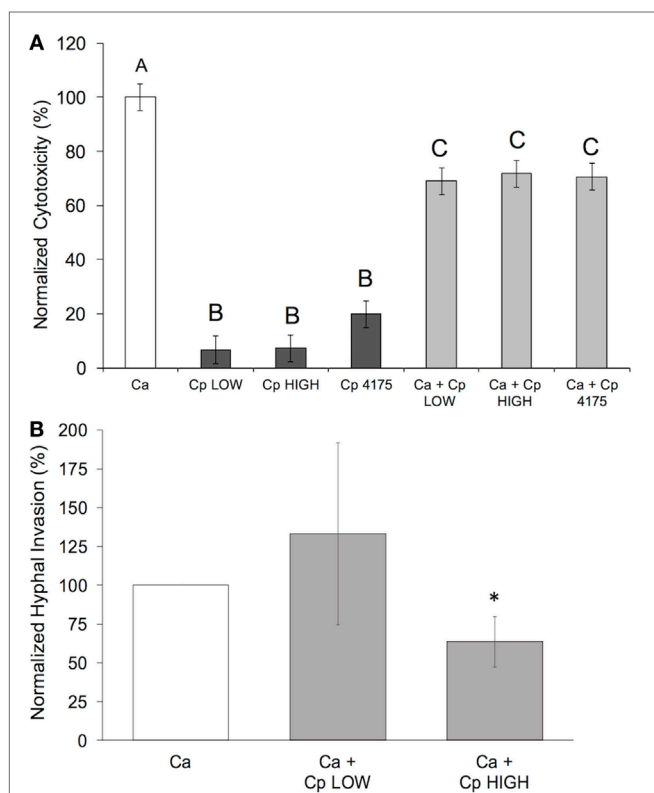 A
Normalized Cytotoxicity (%)
120
100
80
60
40
20
0
A
B
B
B
C
C
C
Ca
Cp LOW
Cp HIGH
Cp 4175
Ca + Cp
LOW
Ca + Cp
HIGH
Ca + Cp
4175
B
Normalized Hyphal Invasion (%)
200
175
150
125
100
75
50
25
0
*
Ca
Ca +
Cp LOW
Ca +
Cp HIGH